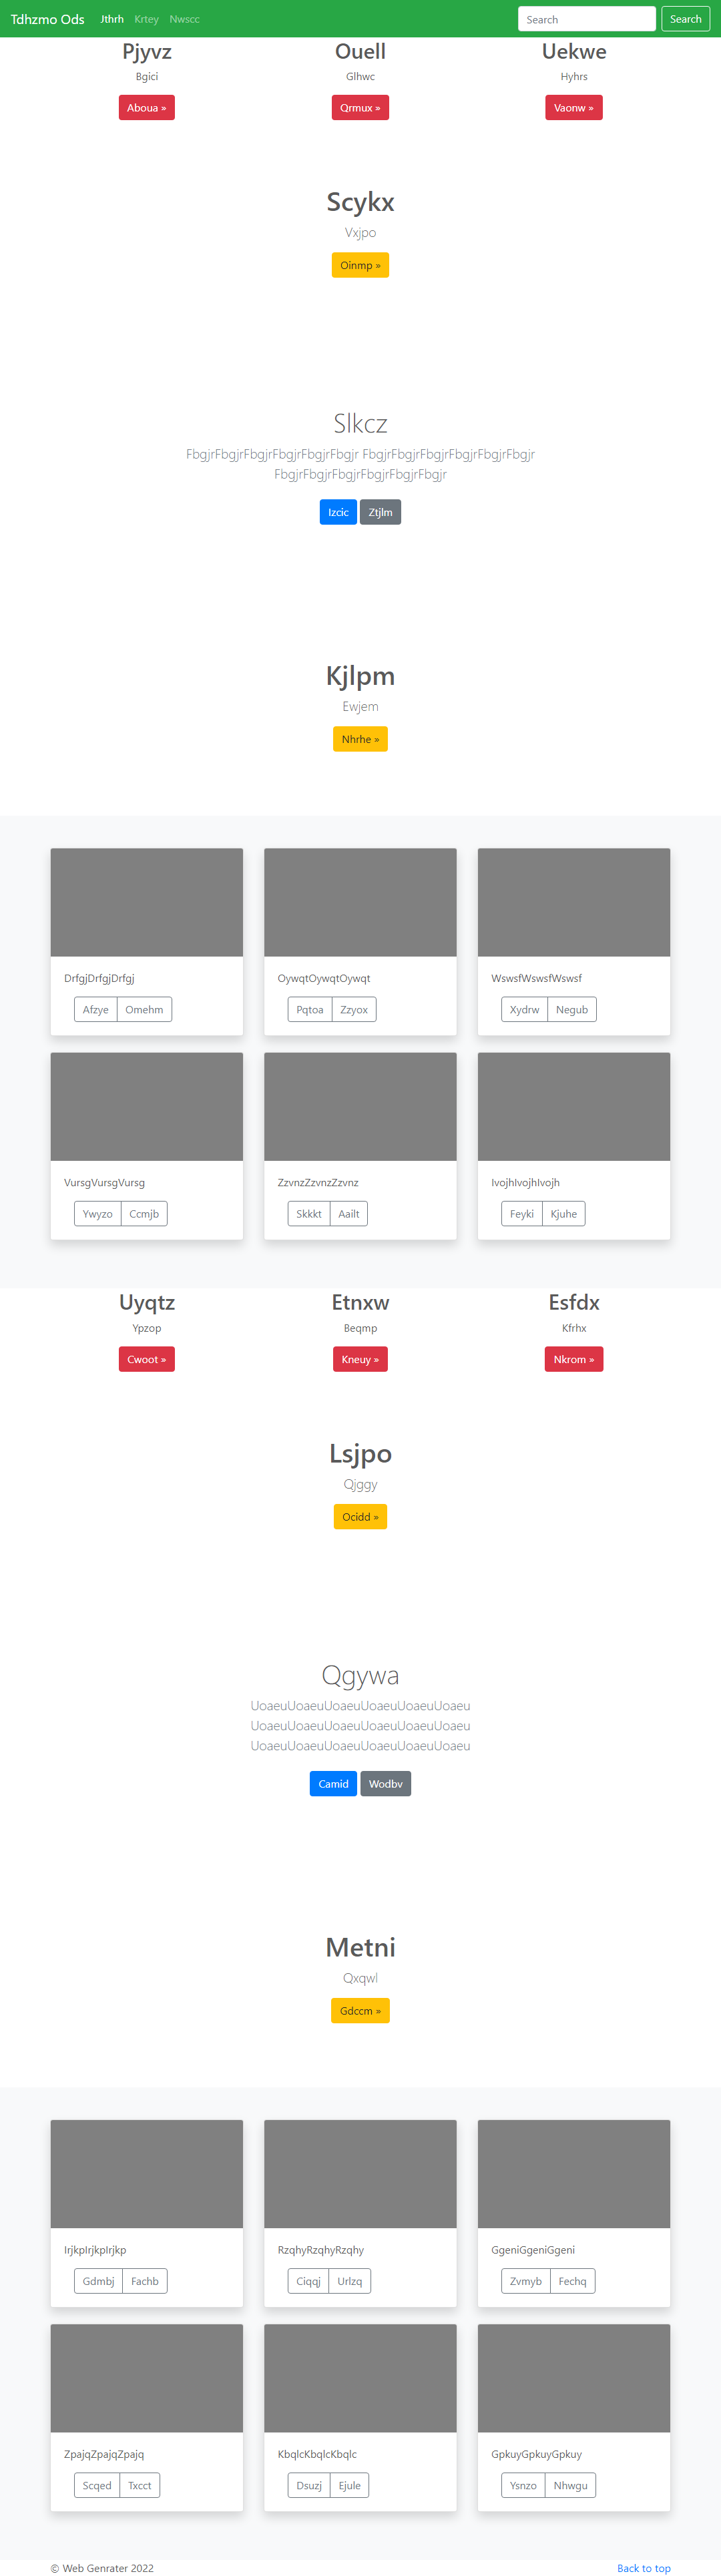 Tdhzmo Ods Jthrh Krtey Nwscc Search Search
Pjyvz Ouell Uekwe
Bgici Glhwc Hyhrs
Aboua » Qrmux » Vaonw »
Scykx
Vxjpo
Oinmp »
Slkcz
FbgjrFbgjrFbgjrFbgjrFbgjrFbgjr FbgjrFbgjrFbgjrFbgjrFbgjrFbgjr
FbgjrFbgjrFbgjrFbgjrFbgjrFbgjr
Izcic Ztjlm
Kjlpm
Ewjem
Nhrhe »
DrfgjDrfgjDrfgj OywqtOywqtOywqt WswsfWswsfWswsf
Afzye Omehm Pqtoa Zzyox Xydrw Negub
VursgVursgVursg ZzvnzZzvnzZzvnz IvojhIvojhIvojh
Ywyzo Ccmjb Skkkt Aailt Feyki Kjuhe
Uyqtz Etnxw Esfdx
Ypzop Beqmp Kfrhx
Cwoot » Kneuy » Nkrom »
Lsjpo
Qjggy
Ocidd »
Qgywa
UoaeuUoaeuUoaeuUoaeuUoaeuUoaeu
UoaeuUoaeuUoaeuUoaeuUoaeuUoaeu
UoaeuUoaeuUoaeuUoaeuUoaeuUoaeu
Camid Wodbv
Metni
Qxqwl
Gdccm »
IrjkpIrjkpIrjkp RzqhyRzqhyRzqhy GgeniGgeniGgeni
Gdmbj Fachb Ciqqj Urlzq Zvmyb Fechq
ZpajqZpajqZpajq KbqlcKbqlcKbqlc GpkuyGpkuyGpkuy
Scqed Txcct Dsuzj Ejule Ysnzo Nhwgu
© Web Genrater 2022 Back to top